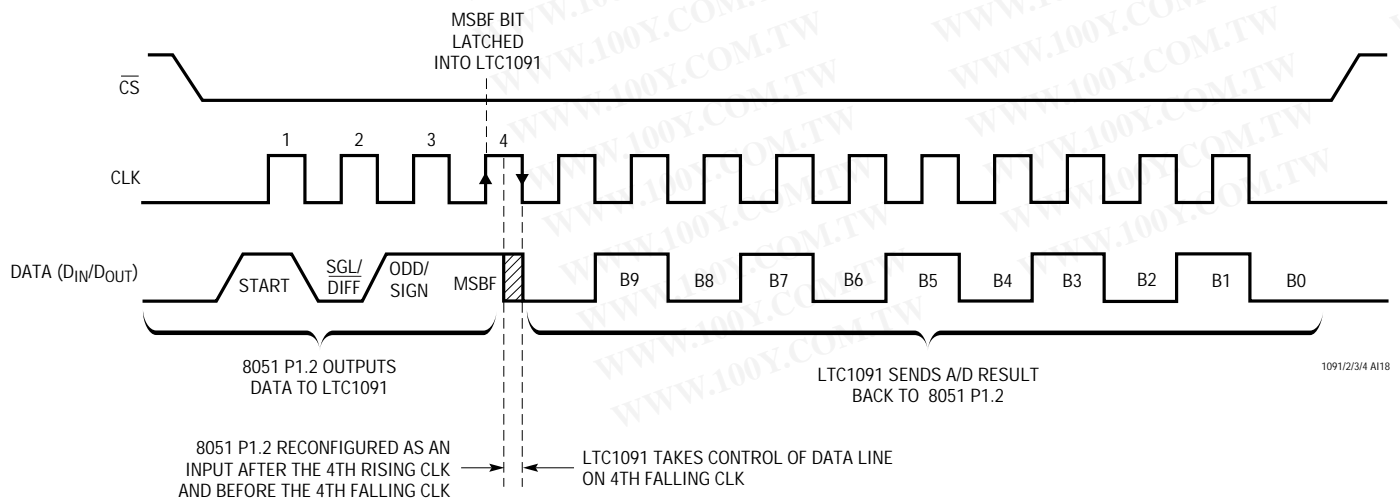 MSBF BIT
LATCHED
INTO LTC1091
CS
1 2 3 4
CLK
DATA (DIN/DOUT)
START
SGL/
DIFF
ODD/
SIGN
MSBF
B9 B8 B7 B6 B5 B4 B3 B2 B1 B0
8051 P1.2 OUTPUTS
DATA TO LTC1091
LTC1091 SENDS A/D RESULT
BACK TO 8051 P1.2
1091/2/3/4 AI18
8051 P1.2 RECONFIGURED AS AN
INPUT AFTER THE 4TH RISING CLK
AND BEFORE THE 4TH FALLING CLK
LTC1091 TAKES CONTROL OF DATA LINE
ON 4TH FALLING CLK
WWW.100Y.COM.TW